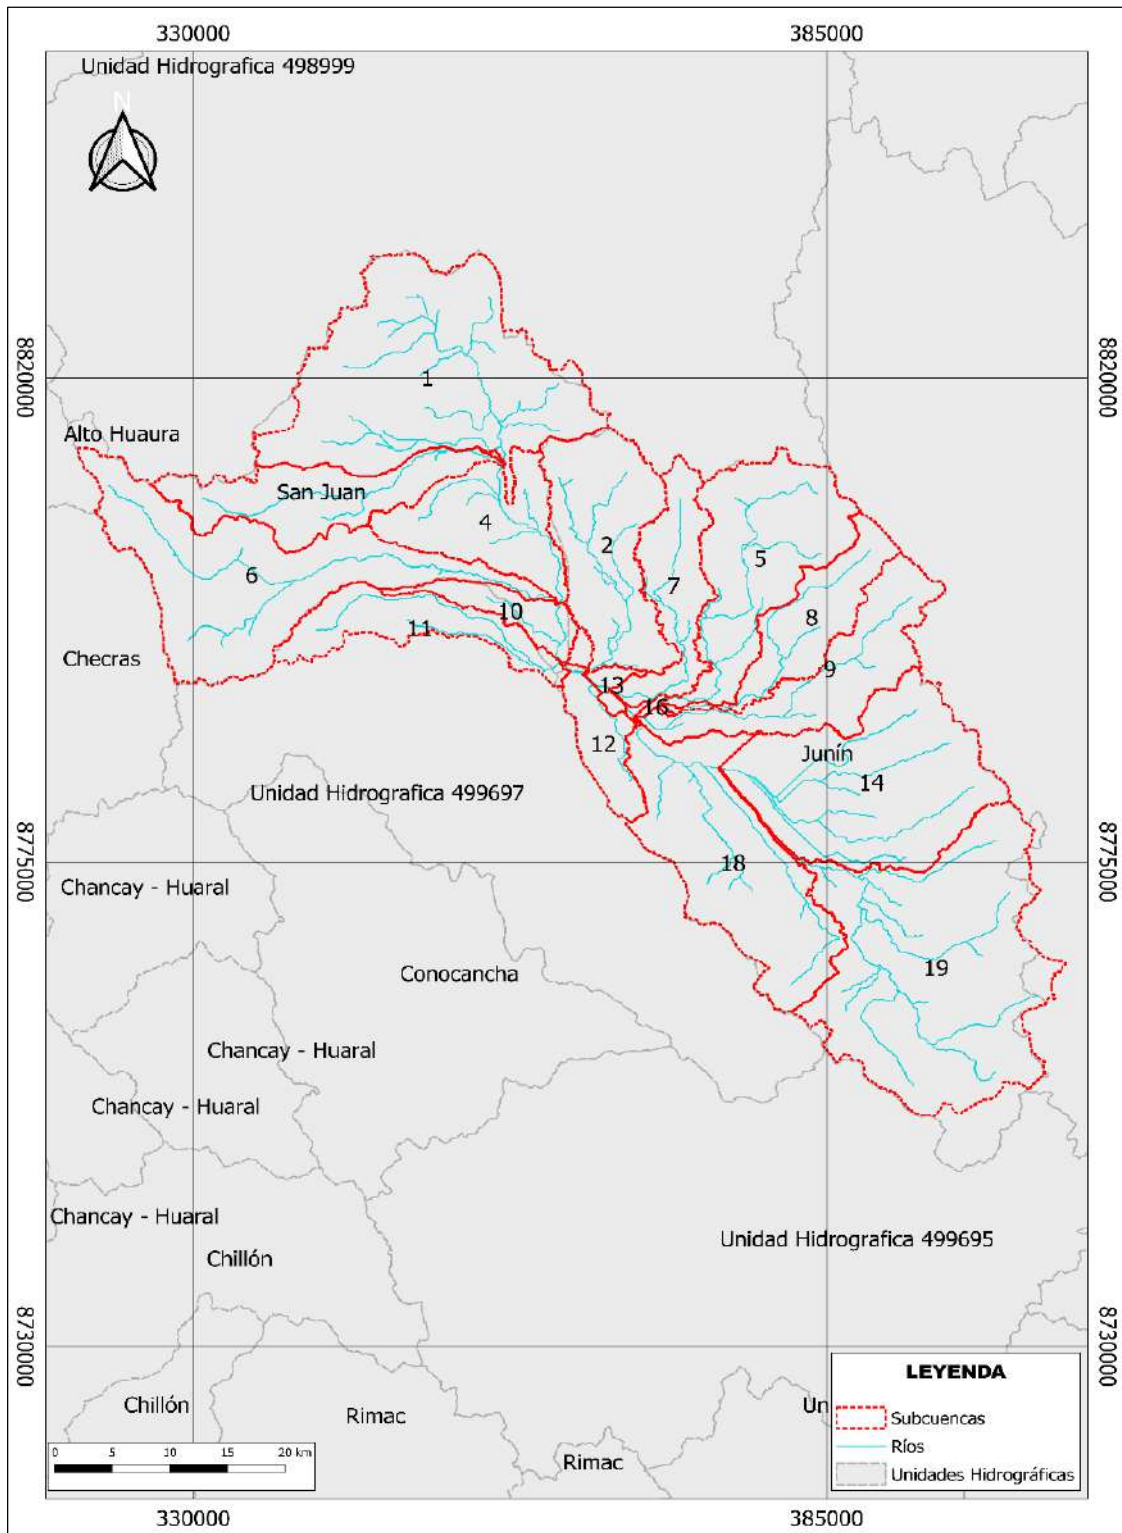 330000
385000
Unidad Hidrografica 498999
N
8820000
8820000
1
Alto Huaura
San Juan
4
2
5
6
7
10
8
11
Checras
9
13
16
12
Junín
14
Unidad Hidrografica 499697
18
8775000
8775000
Chancay - Huaral
Conocancha
19
Chancay - Huaral
Chancay - Huaral
Chancay - Huaral
Unidad Hidrografica 499695
Chillón
8730000
8730000
LEYENDA
Chillón
Rimac
Un
Subcuencas
Ríos
Unidades Hidrográficas
0 5 10 15 20 km
Rimac
330000
385000